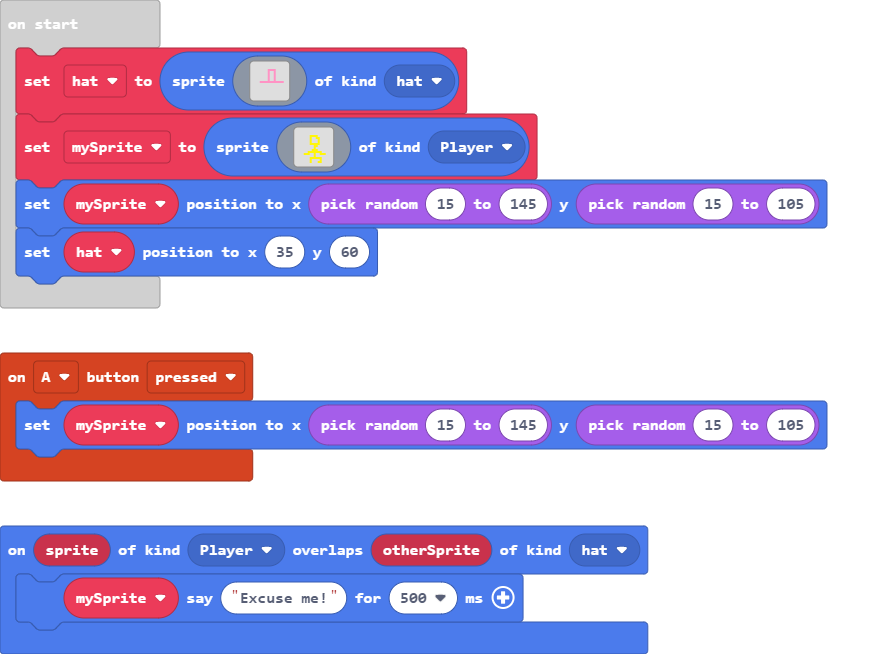 on start
set hat to sprite of kind hat
set mySprite to sprite of kind Player
set mySprite position to x pick random 15 to 145 y pick random 15 to 105
set hat position to x 35 y 60
on A button pressed
set mySprite position to x pick random 15 to 145 y pick random 15 to 105
on sprite of kind Player overlaps otherSprite of kind hat
mySprite say "Excuse me!" for 500 ms